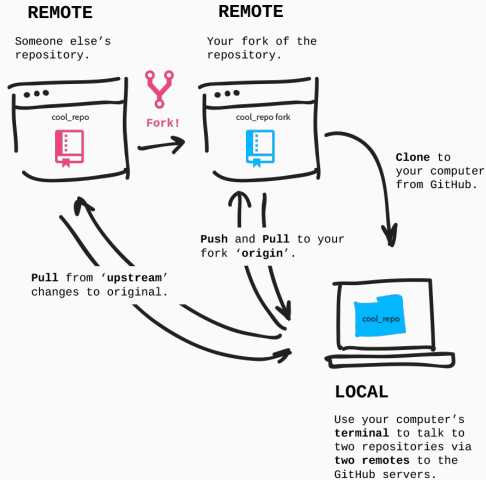 REMOTE
Someone else’s
repository.
cool_repo
Fork!
REMOTE
Your fork of the
repository.
cool_repo fork
Clone to
your computer
from GitHub.
Push and Pull to your
fork ‘origin’.
Pull from ‘upstream’
changes to original.
cool_repo
LOCAL
Use your computer’s
terminal to talk to
two repositories via
two remotes to the
GitHub servers.